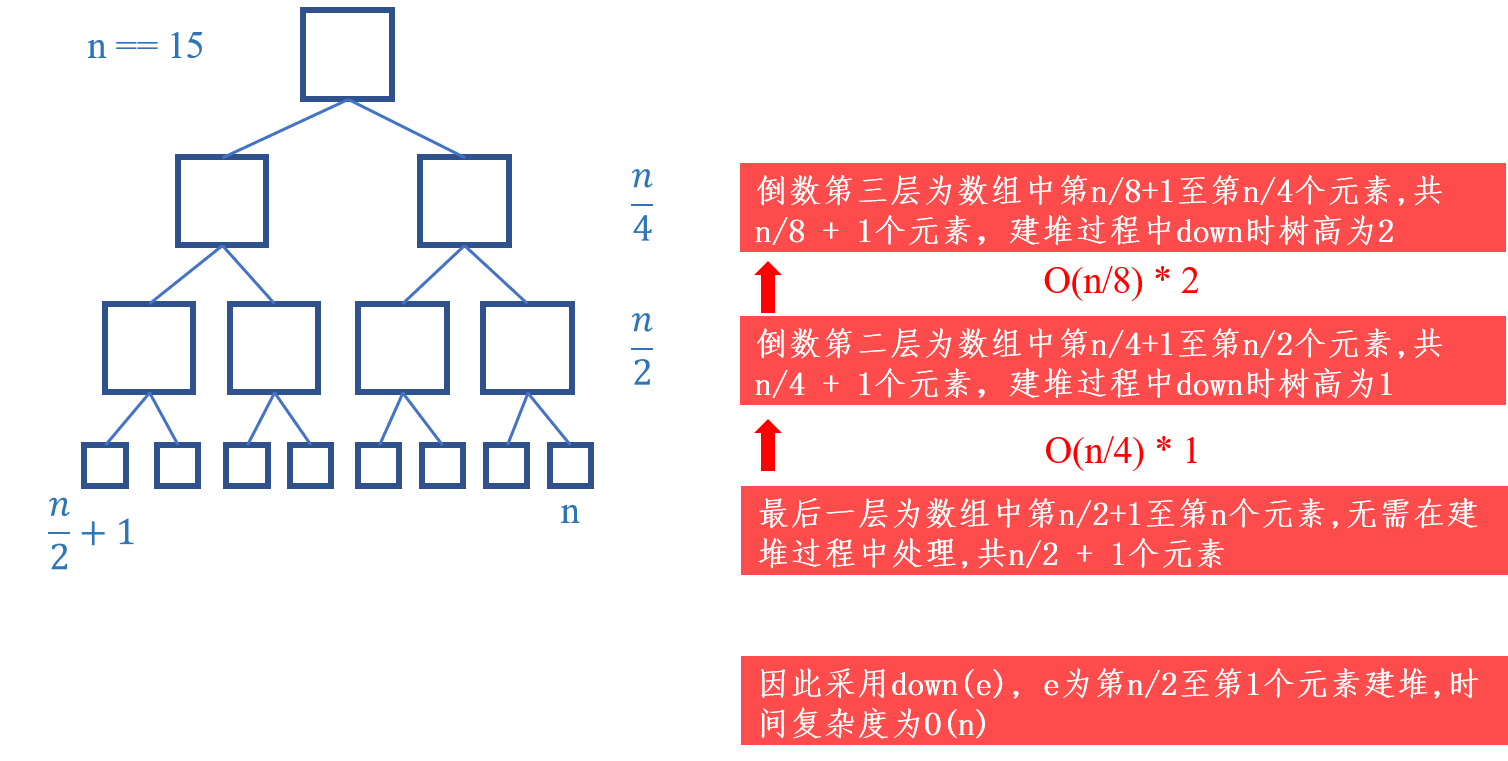 n == 15
n
4
倒数第三层为数组中第n/8+1至第n/4个元素,共
n/8 + 1个元素，建堆过程中down时树高为2
O(n/8) * 2
n
2
倒数第二层为数组中第n/4+1至第n/2个元素,共
n/4 + 1个元素，建堆过程中down时树高为1
O(n/4) * 1
n
2
+ 1
n
最后一层为数组中第n/2+1至第n个元素,无需在建
堆过程中处理,共n/2 + 1个元素
因此采用down(e)，e为第n/2至第1个元素建堆,时
间复杂度为O(n)